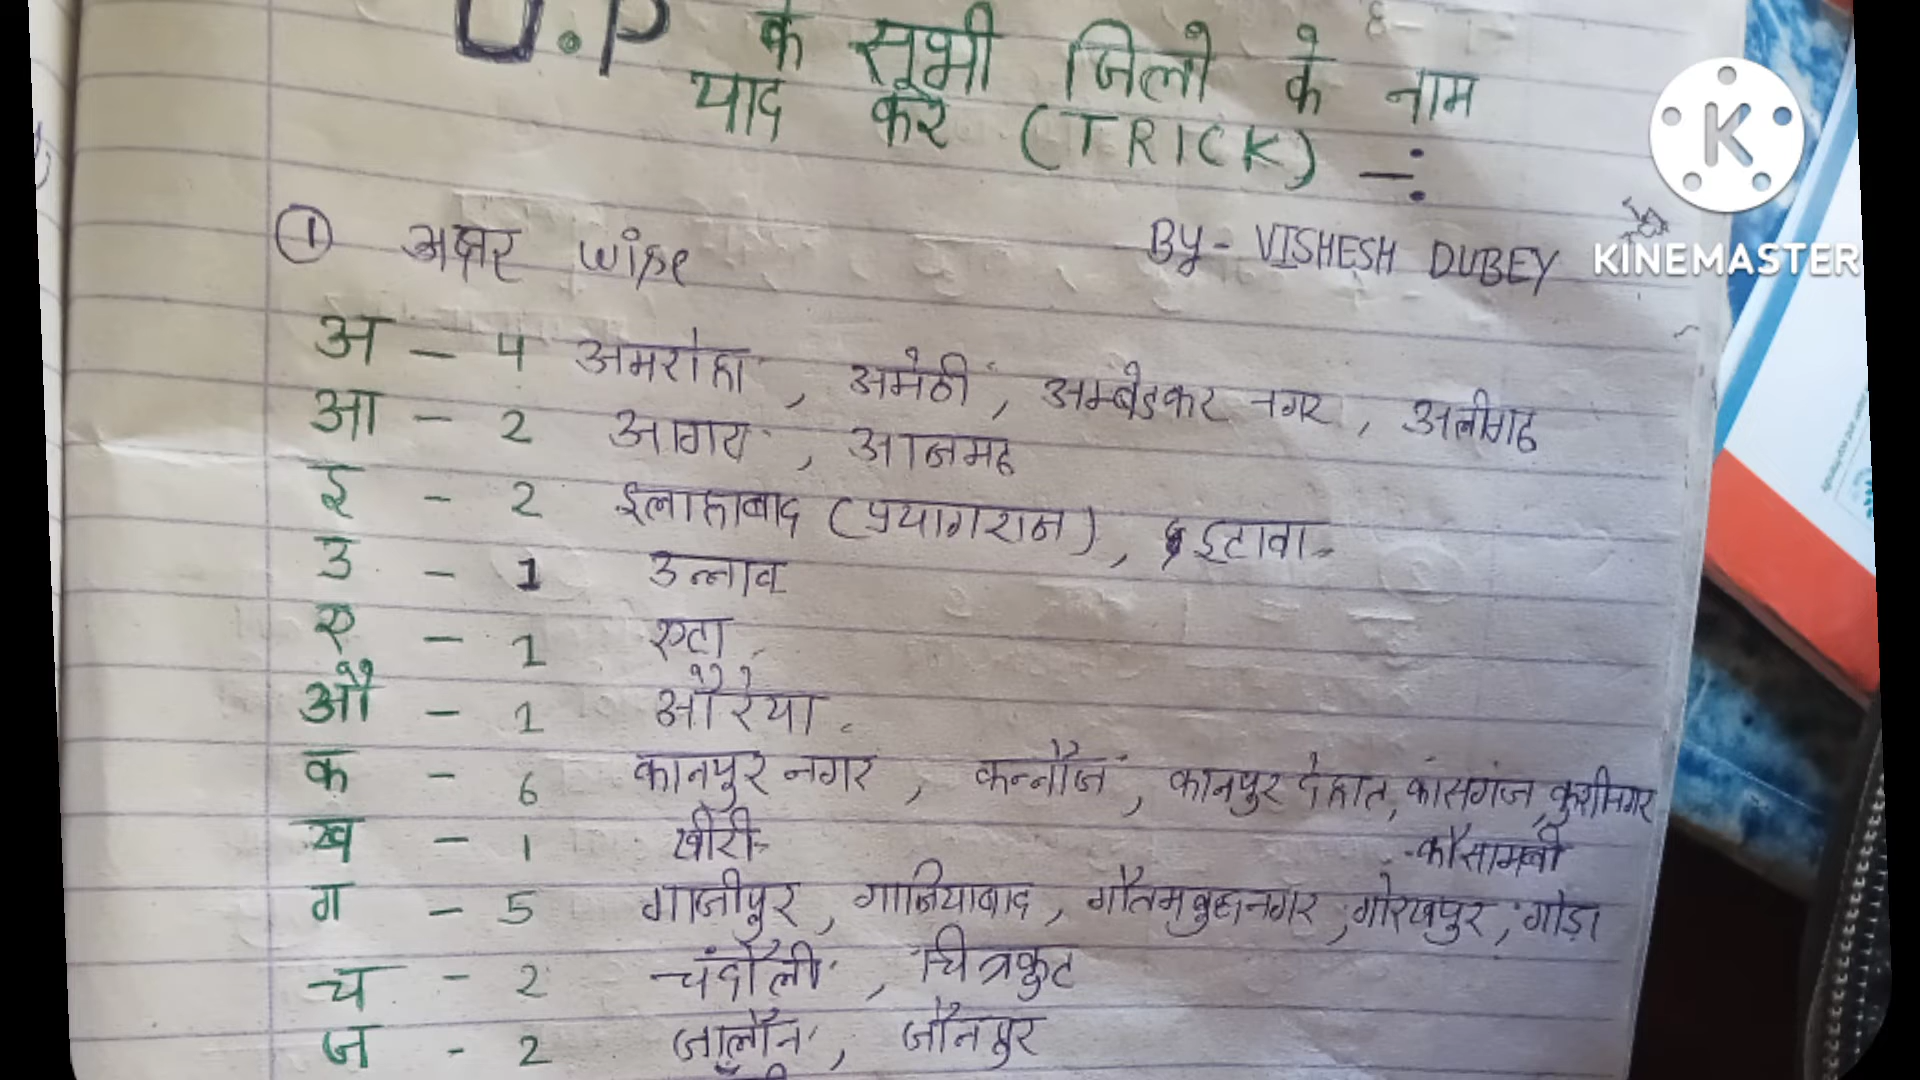 U.P के सभी जिलो के नाम
याद करे (TRICK) -:
① अक्षर wise
BY- VISHESH DUBEY
K
KINEMASTER
अ - 4 अमरोहा, अमेठी, अम्बेडकर नगर, अलीगढ
आ - 2 आगरा, आजमढ
इ - 2 इलाहाबाद (प्रयागराज), इटावा
उ - 1 उन्नाव
ए - 1 एटा
औ - 1 औरैया
क - 6 कानपुर नगर, कन्नौज, कानपुर देहात, कांसगंज, कुशीनगर
कौसाम्बी
ख - 1 खीरी
ग - 5 गाजीपुर, गाजियाबाद, गौतमबुद्धनगर, गोरखपुर, गोंडा
च - 2 चंदौली, चित्रकुट
ज - 2 जालौन, जौनपुर